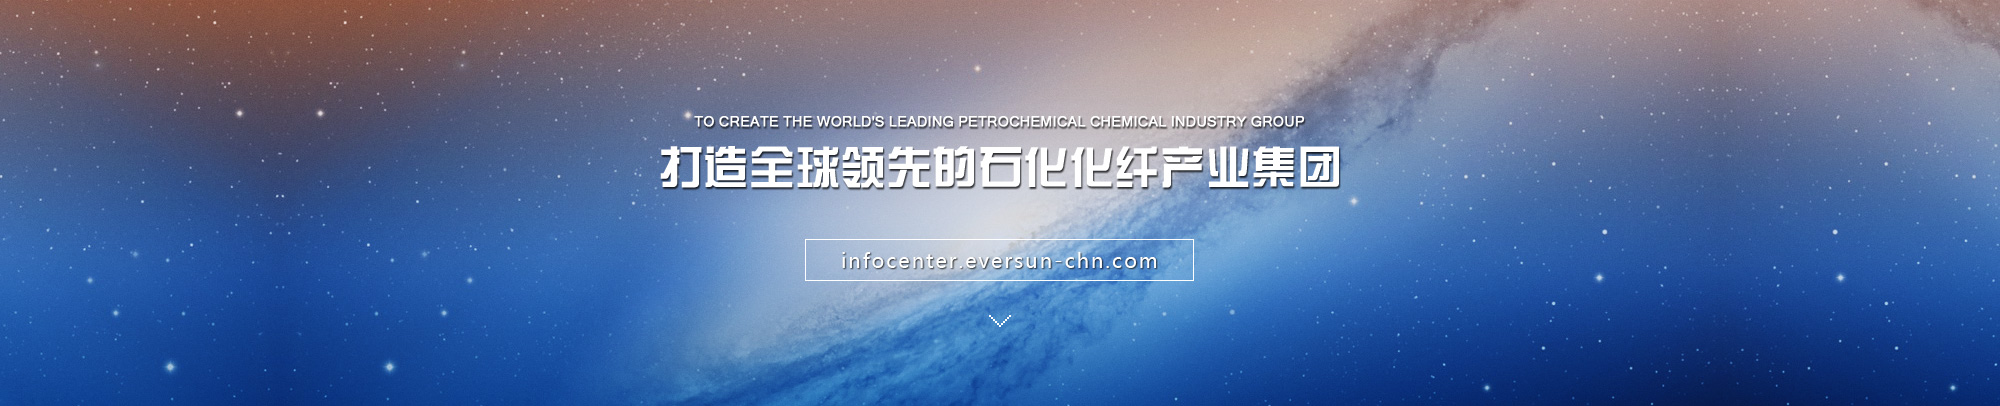 TO CREATE THE WORLD'S LEADING PETROCHEMICAL CHEMICAL INDUSTRY GROUP
打造全球领先的石化化纤产业集团
infocenter.eversun-chn.com